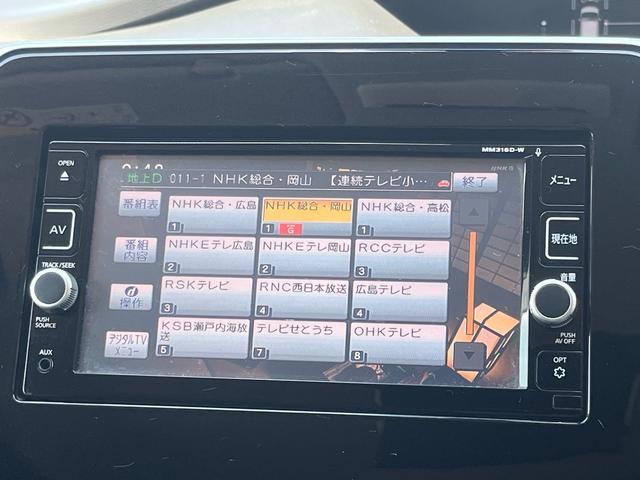 MM316D-W
OPEN
地上D 011-1 NHK総合・岡山 【連続テレビ小… 終了
メニュー
番組表
NHK総合・広島
1
NHK総合・岡山
1
G
NHK総合・高松
1
AV
番組
内容
NHKEテレ広島
2
NHKEテレ岡山
2
RCCテレビ
3
現在地
TRACK/SEEK
音量
操作
RSKテレビ
3
RNC西日本放送
4
広島テレビ
4
PUSH
SOURCE
PUSH
AV OFF
デジタルTV
メニュー
KSB瀬戸内海放
送
5
テレビせとうち
7
OHKテレビ
8
AUX
OPT